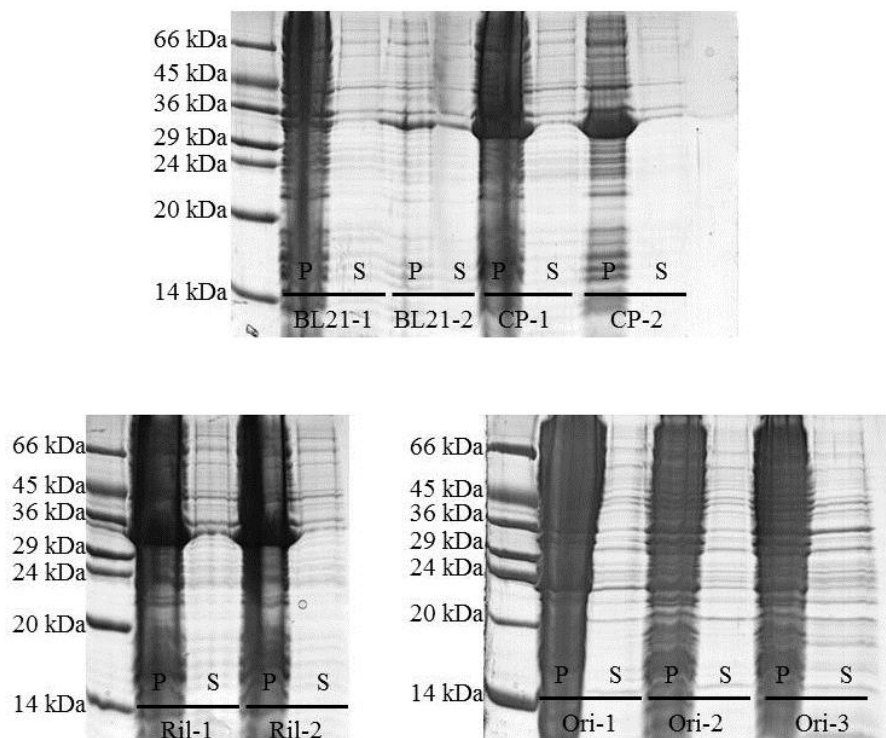 66 kDa
45 kDa
36 kDa
29 kDa
24 kDa
20 kDa
14 kDa
P S P S P S P S
BL21-1 BL21-2 CP-1 CP-2
66 kDa
45 kDa
36 kDa
29 kDa
24 kDa
20 kDa
14 kDa
P S P S
Ril-1 Ril-2
66 kDa
45 kDa
36 kDa
29 kDa
24 kDa
20 kDa
14 kDa
P S P S P S
Ori-1 Ori-2 Ori-3